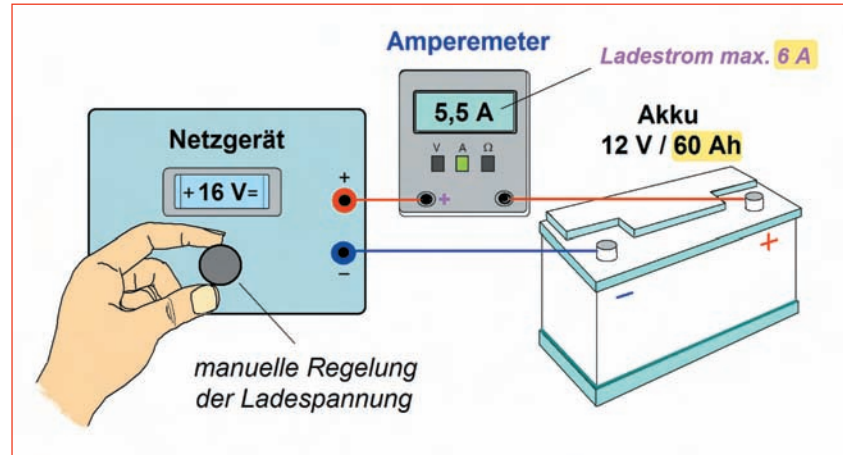 Amperemeter
Ladestrom max. 6 A
5,5 A
V A Ω
+
Netzgerät
+ 16 V=
+
−
Akku
12 V / 60 Ah
+
−
manuelle Regelung
der Ladespannung